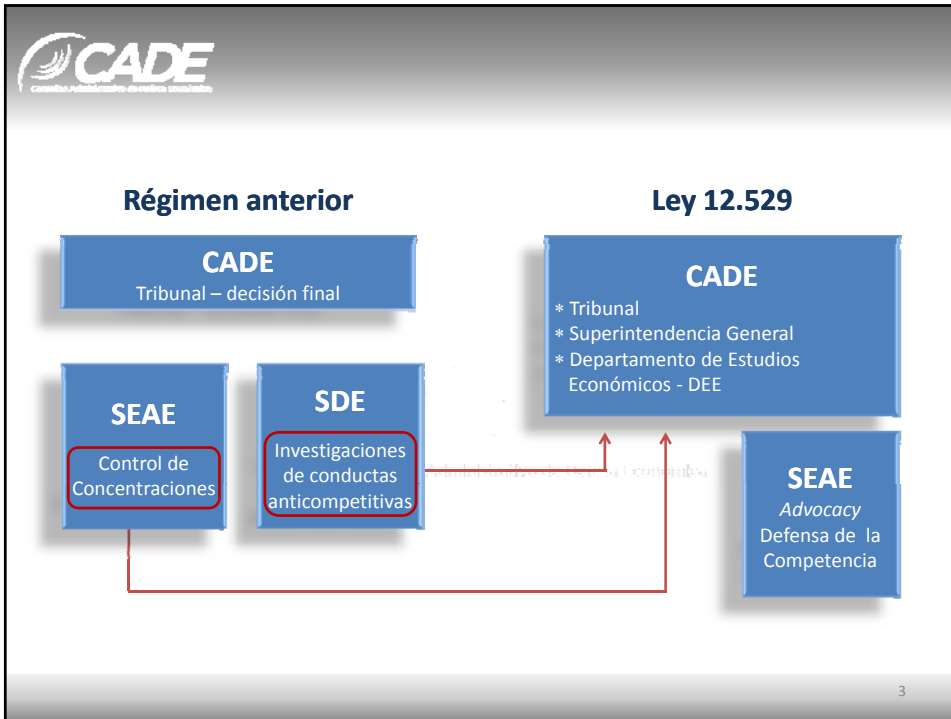 CADE
Régimen anterior
CADE
Tribunal – decisión final
SEAE
Control de
Concentraciones
SDE
Investigaciones
de conductas
anticompetitivas
Ley 12.529
CADE
* Tribunal
* Superintendencia General
* Departamento de Estudios
Económicos - DEE
SEAE
Advocacy
Defensa de la
Competencia
3